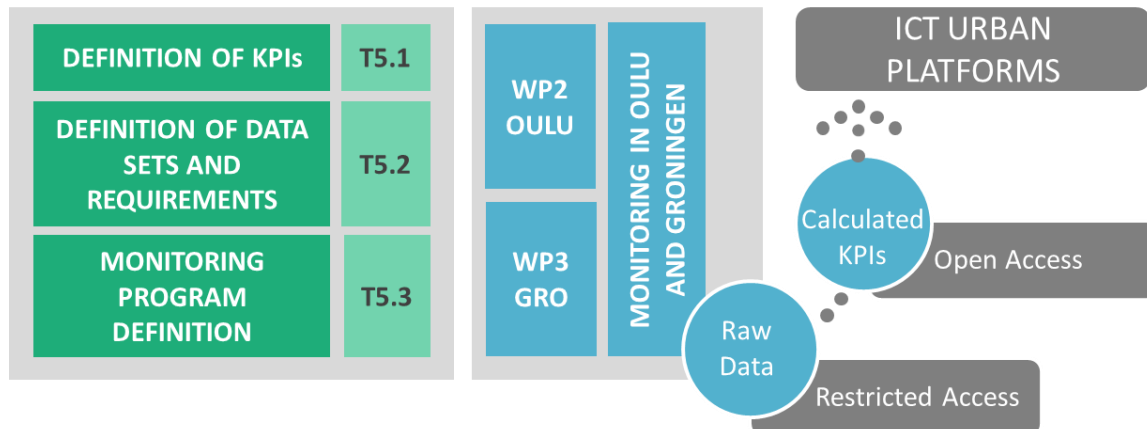 DEFINITION OF KPIs
T5.1
DEFINITION OF DATA
SETS AND
REQUIREMENTS
T5.2
MONITORING
PROGRAM
DEFINITION
T5.3
WP2
OULU
WP3
GRO
MONITORING IN OULU
AND GRONINGEN
ICT URBAN
PLATFORMS
Calculated
KPIs
Open Access
Raw
Data
Restricted Access